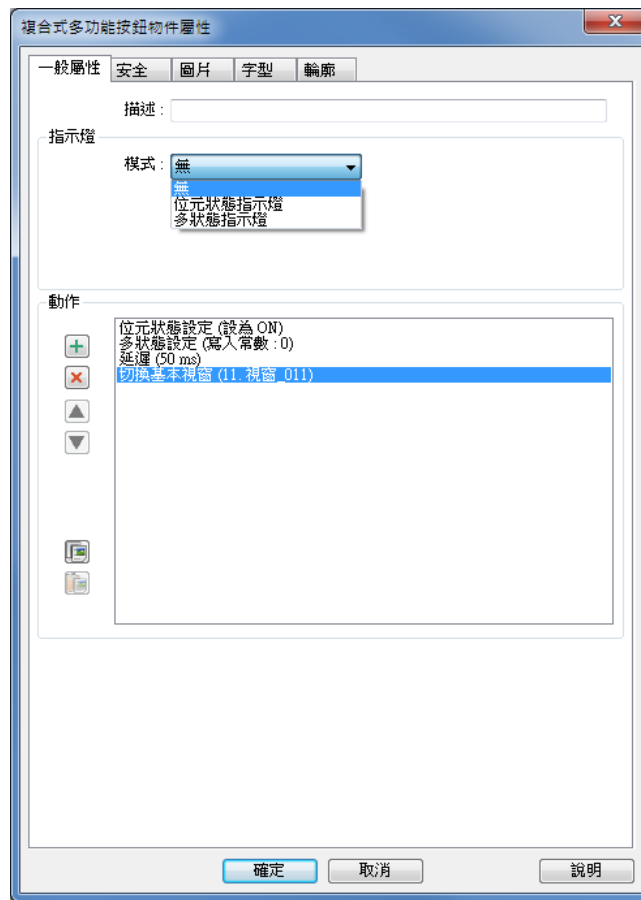 複合式多功能按鈕物件屬性
一般屬性 安全 圖片 字型 輪廓
描述 :
指示燈
模式 : 無
無
位元狀態指示燈
多狀態指示燈
動作
位元狀態設定 (設為 ON)
多狀態設定 (寫入常數 : 0)
延遲 (50 ms)
切換基本視窗 (11. 視窗_011)
確定 取消 說明